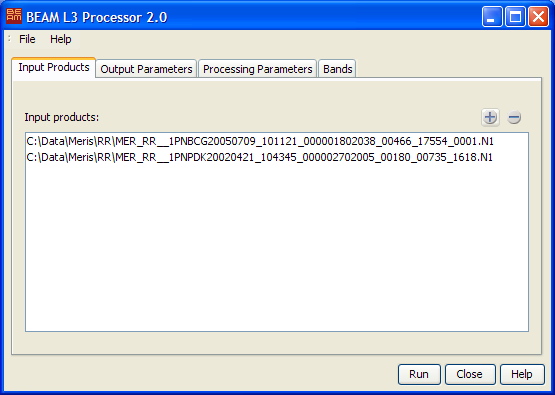 BEAM BEAM L3 Processor 2.0
File Help
Input Products Output Parameters Processing Parameters Bands
Input products:
C:\Data\Meris\RR\MER_RR__1PNBCG20050709_101121_000001802038_00466_17554_0001.N1
C:\Data\Meris\RR\MER_RR__1PNPDK20020421_104345_000002702005_00180_00735_1618.N1
Run Close Help